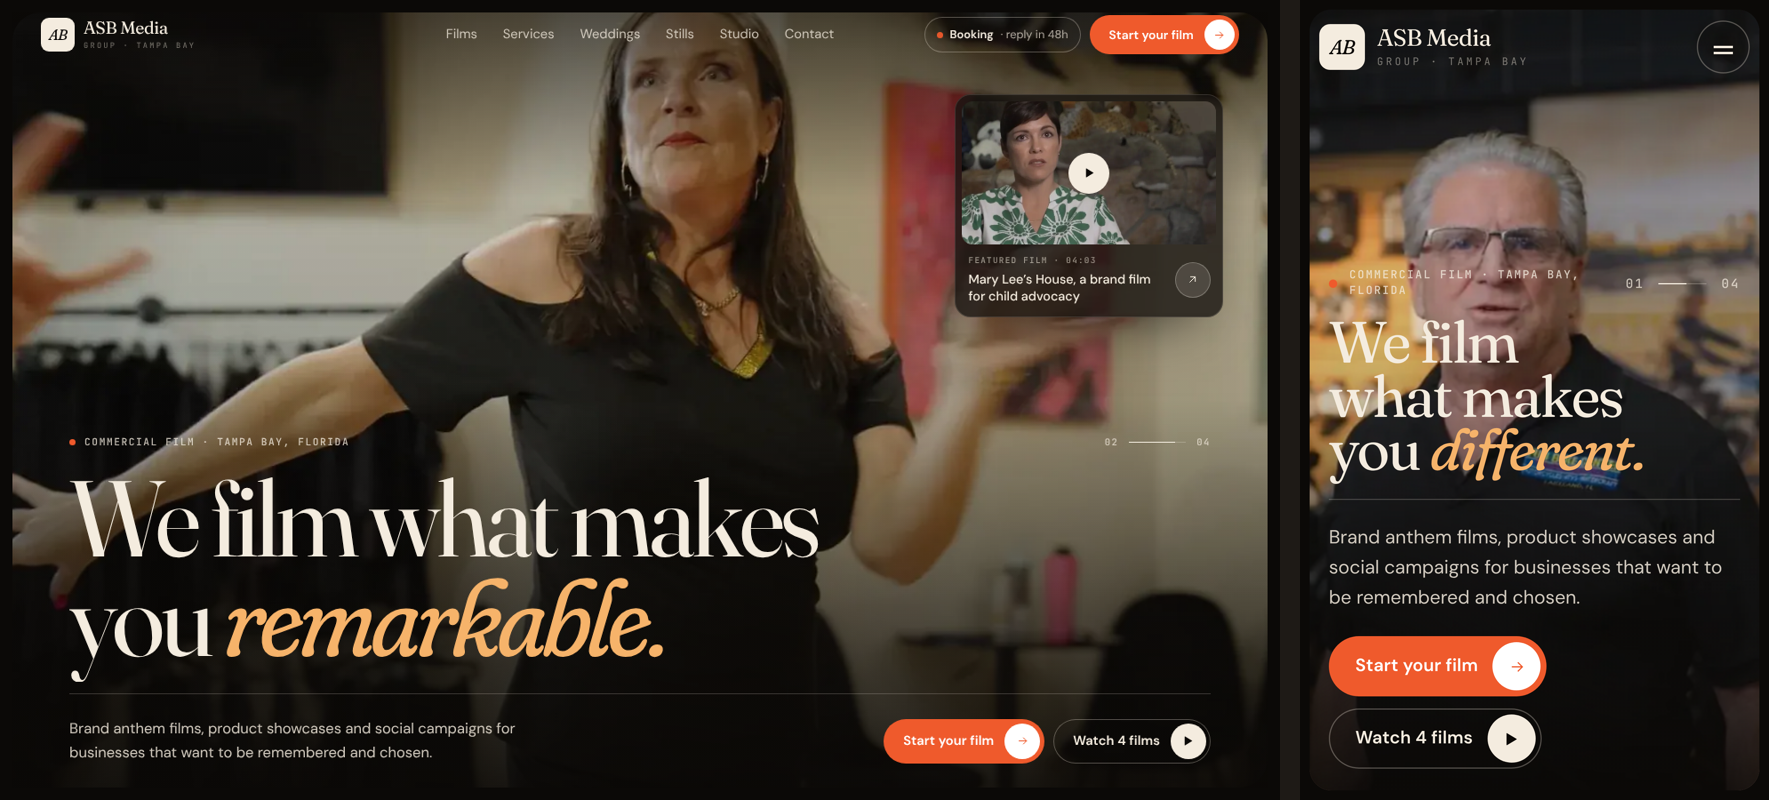 AB
ASB Media
GROUP · TAMPA BAY
Films
Services
Weddings
Stills
Studio
Contact
Booking · reply in 48h
Start your film
FEATURED FILM · 04:03
Mary Lee’s House, a brand film
for child advocacy
COMMERCIAL FILM · TAMPA BAY, FLORIDA
02
04
We film what makes
you remarkable.
Brand anthem films, product showcases and social campaigns for
businesses that want to be remembered and chosen.
Start your film
Watch 4 films
AB
ASB Media
GROUP · TAMPA BAY
COMMERCIAL FILM · TAMPA BAY,
FLORIDA
01
04
We film
what makes
you different.
Brand anthem films, product showcases and
social campaigns for businesses that want to
be remembered and chosen.
Start your film
Watch 4 films